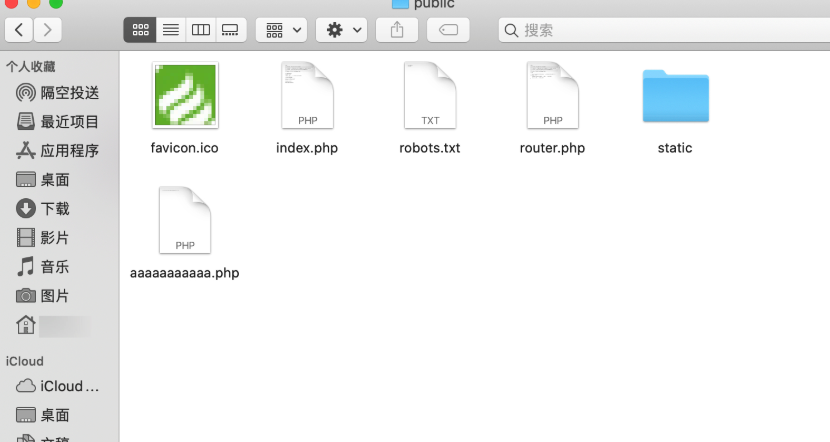 public
搜索
个人收藏
隔空投送
最近项目
应用程序
桌面
下载
影片
音乐
图片
iCloud
iCloud...
桌面
文稿
PHP
TXT
PHP
favicon.ico
index.php
robots.txt
router.php
static
PHP
aaaaaaaaaaa.php